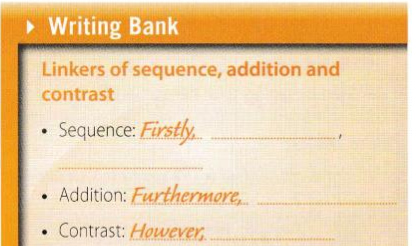 Writing Bank
Linkers of sequence, addition and
contrast
• Sequence: Firstly, ,
• Addition: Furthermore,
• Contrast: However,